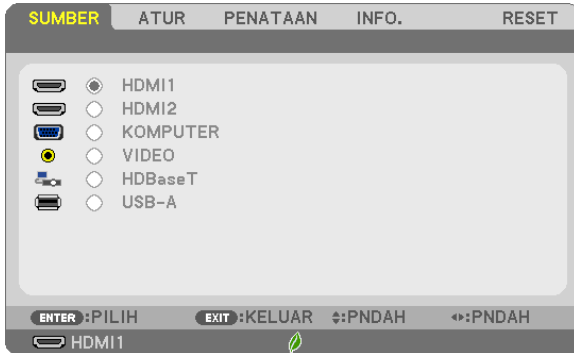 SUMBER ATUR PENATAAN INFO. RESET
HDMI1
HDMI2
KOMPUTER
VIDEO
HDBaseT
USB-A
ENTER :PILIH EXIT :KELUAR :PNDAH :PNDAH
HDMI1